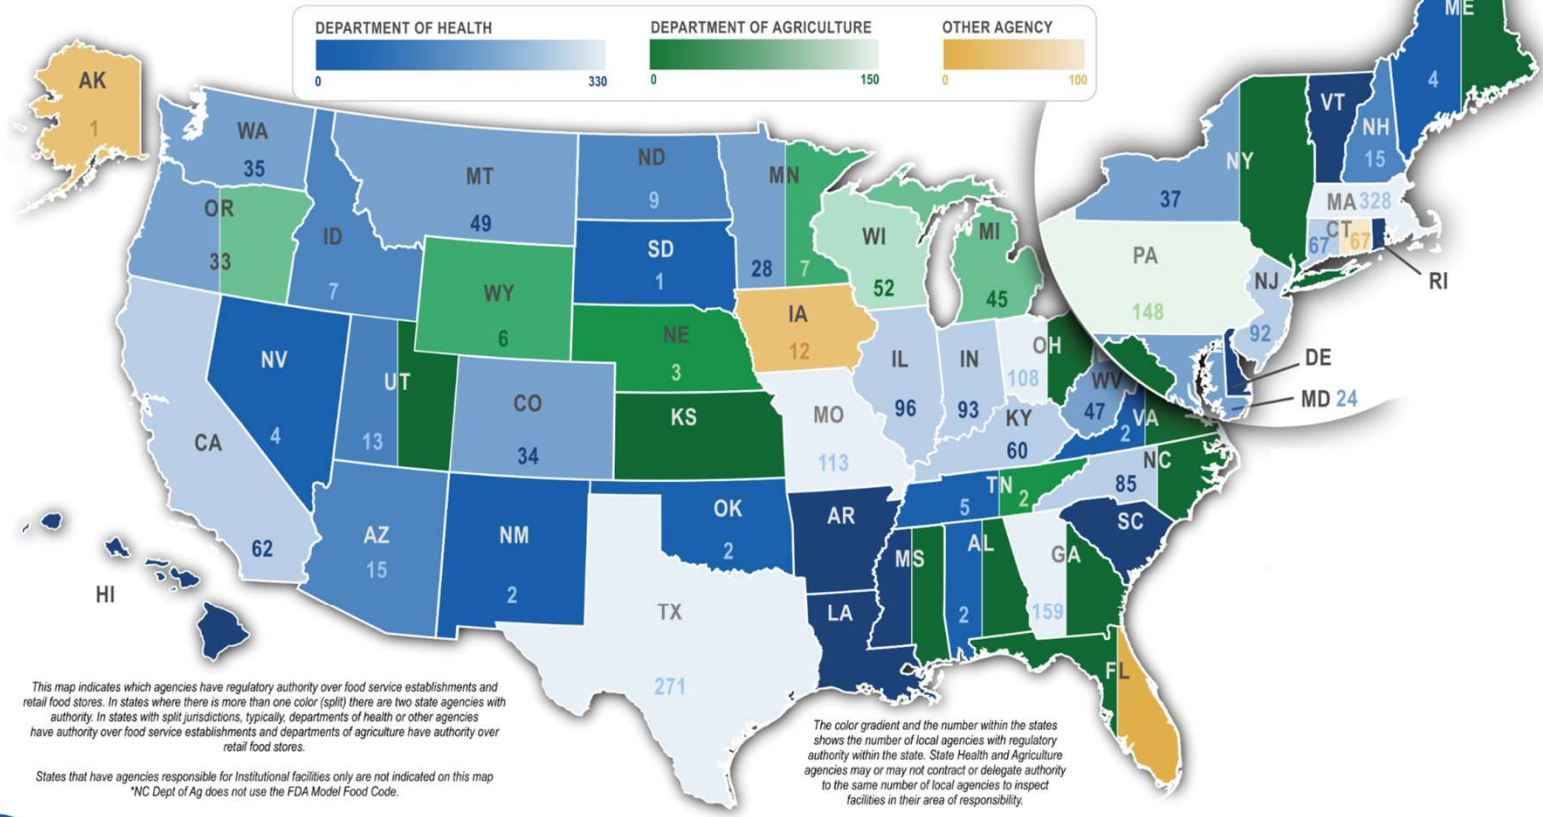 DEPARTMENT OF HEALTH
0 330
DEPARTMENT OF AGRICULTURE
0 150
OTHER AGENCY
0 100
AK
1
WA
35
OR
33
ID
7
MT
49
ND
9
SD
1
MN
28 7
WI
52
MI
45
WY
6
NE
3
IA
12
NV
4
UT
13
CO
34
KS
MO
113
IL
96
IN
93
OH
108
KY
60
WV
47
VA
2
CA
62
AZ
15
NM
2
OK
2
AR
TN
5 2
NC
85
SC
TX
271
LA
MS
AL
2
GA
159
FL
HI
ME
4
VT
NH
15
NY
37
MA 328
CT
67 67
RI
PA
148
NJ
92
DE
MD 24
This map indicates which agencies have regulatory authority over food service establishments and
retail food stores. In states where there is more than one color (split) there are two state agencies with
authority. In states with split jurisdictions, typically, departments of health or other agencies
have authority over food service establishments and departments of agriculture have authority over
retail food stores.
States that have agencies responsible for Institutional facilities only are not indicated on this map
*NC Dept of Ag does not use the FDA Model Food Code.
The color gradient and the number within the states
shows the number of local agencies with regulatory
authority within the state. State Health and Agriculture
agencies may or may not contract or delegate authority
to the same number of local agencies to inspect
facilities in their area of responsibility.